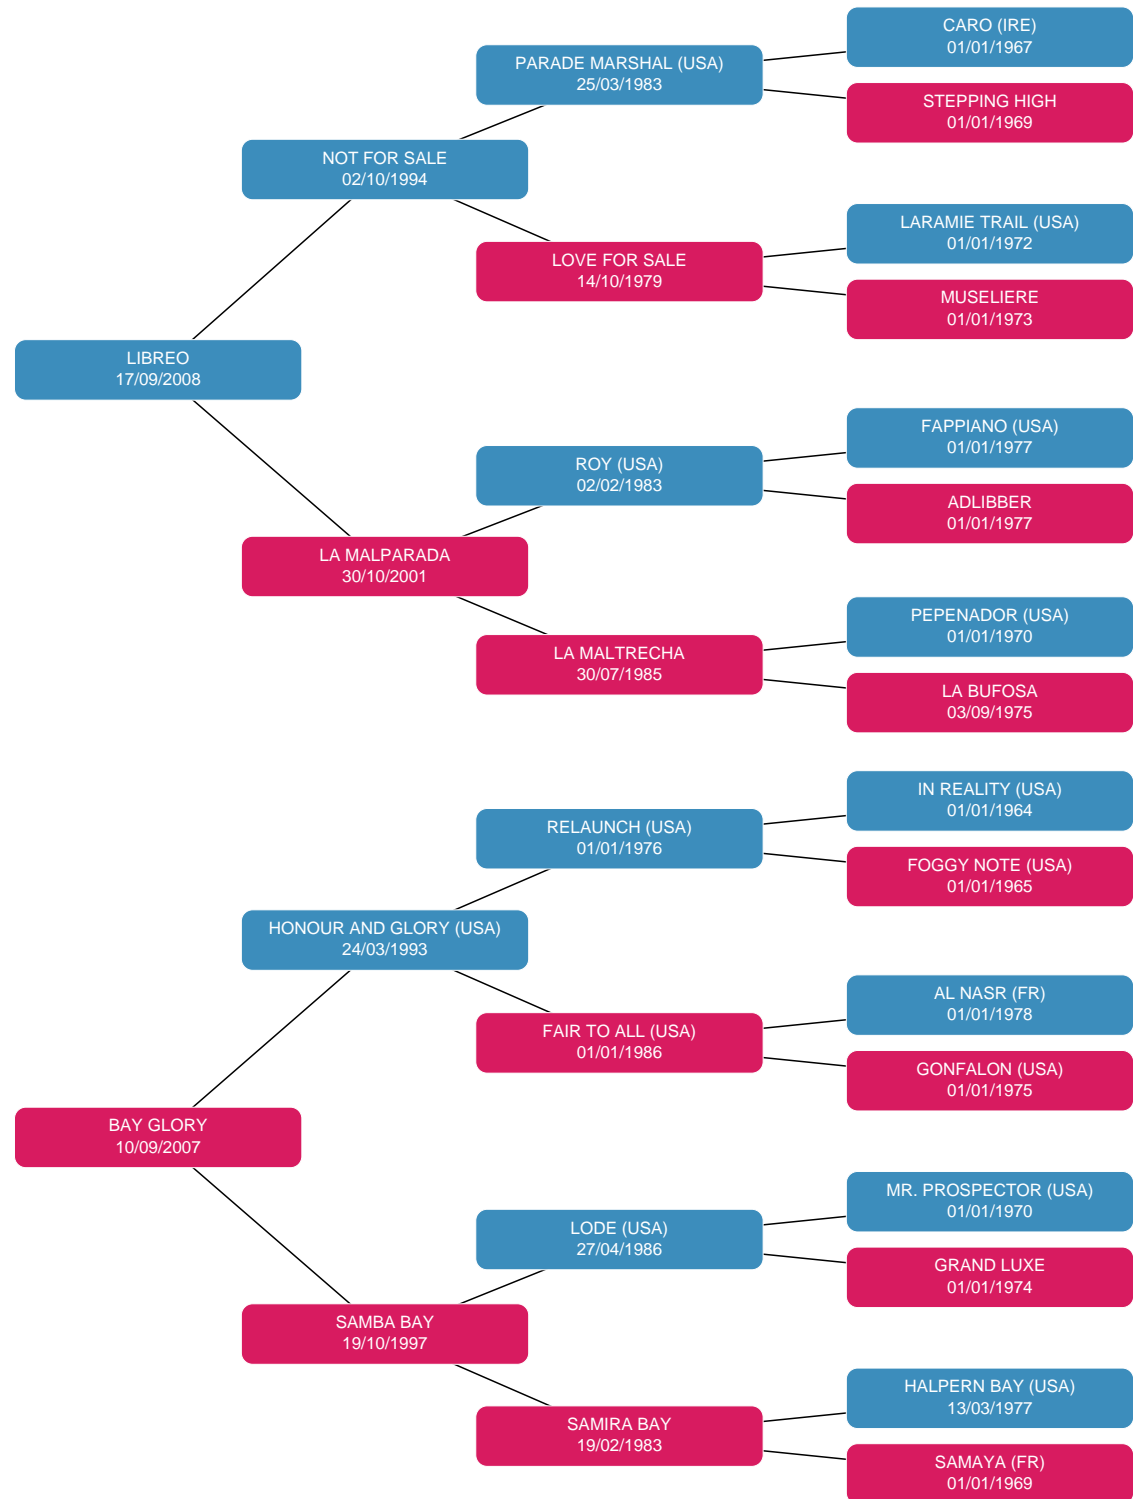 CARO (IRE)
01/01/1967
PARADE MARSHAL (USA)
25/03/1983
STEPPING HIGH
01/01/1969
NOT FOR SALE
02/10/1994
LARAMIE TRAIL (USA)
01/01/1972
LOVE FOR SALE
14/10/1979
MUSELIERE
01/01/1973
LIBREO
17/09/2008
FAPPIANO (USA)
01/01/1977
ROY (USA)
02/02/1983
ADLIBBER
01/01/1977
LA MALPARADA
30/10/2001
PEPENADOR (USA)
01/01/1970
LA MALTRECHA
30/07/1985
LA BUFOSA
03/09/1975
IN REALITY (USA)
01/01/1964
RELAUNCH (USA)
01/01/1976
FOGGY NOTE (USA)
01/01/1965
HONOUR AND GLORY (USA)
24/03/1993
AL NASR (FR)
01/01/1978
FAIR TO ALL (USA)
01/01/1986
GONFALON (USA)
01/01/1975
BAY GLORY
10/09/2007
MR. PROSPECTOR (USA)
01/01/1970
LODE (USA)
27/04/1986
GRAND LUXE
01/01/1974
SAMBA BAY
19/10/1997
HALPERN BAY (USA)
13/03/1977
SAMIRA BAY
19/02/1983
SAMAYA (FR)
01/01/1969